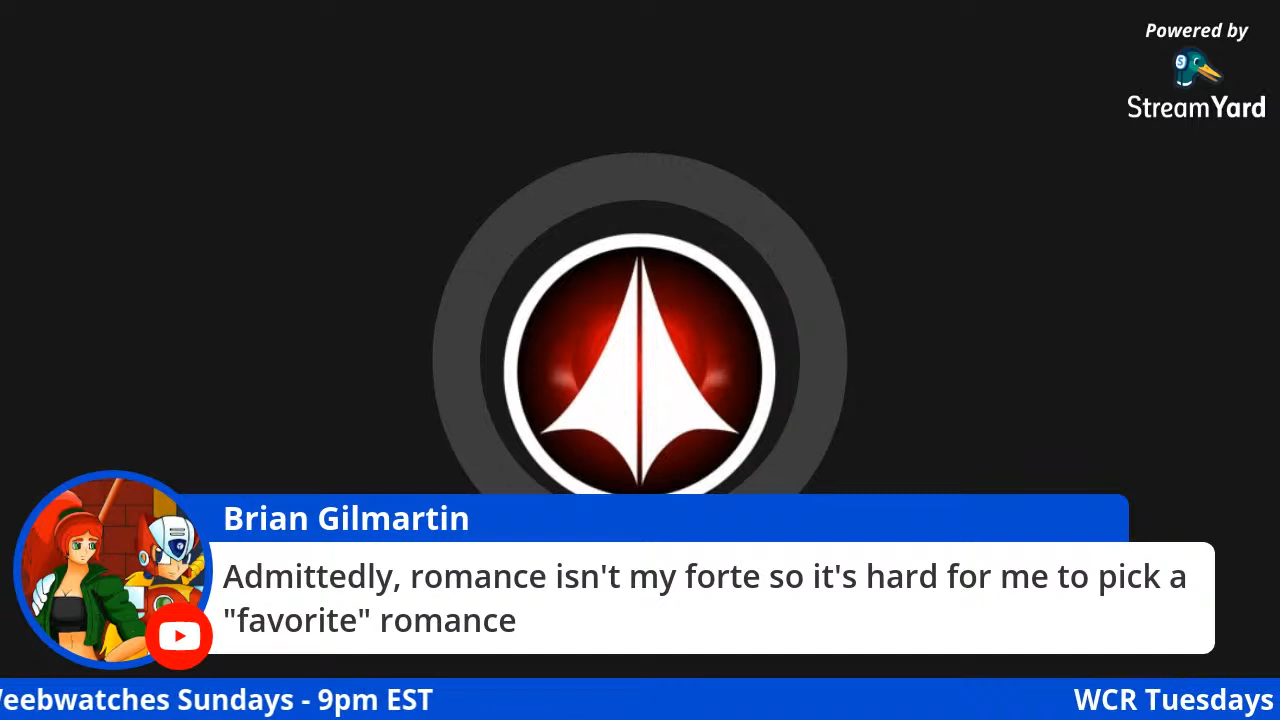 Powered by
S
StreamYard
Brian Gilmartin
Admittedly, romance isn't my forte so it's hard for me to pick a
"favorite" romance
eebwatches Sundays - 9pm EST
WCR Tuesdays